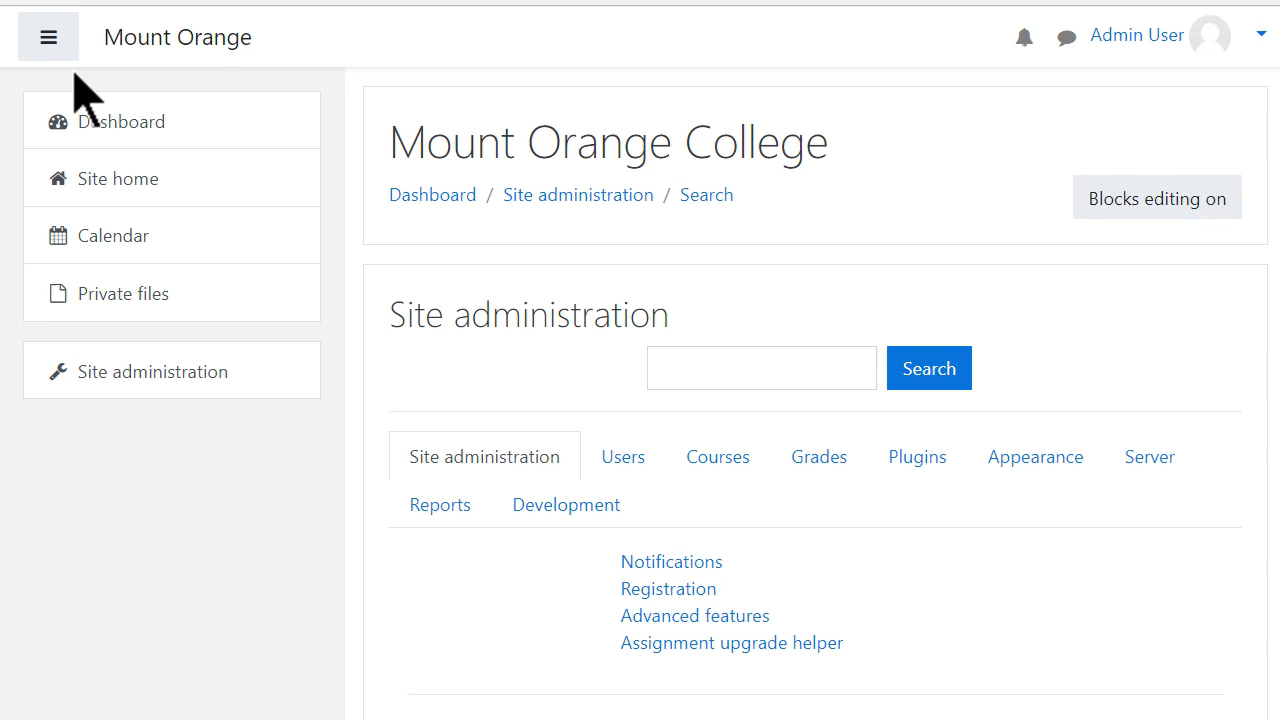 Mount Orange
Admin User
Dashboard
Site home
Calendar
Private files
Site administration
Mount Orange College
Dashboard / Site administration / Search
Blocks editing on
Site administration
Search
Site administration Users Courses Grades Plugins Appearance Server
Reports Development
Notifications
Registration
Advanced features
Assignment upgrade helper